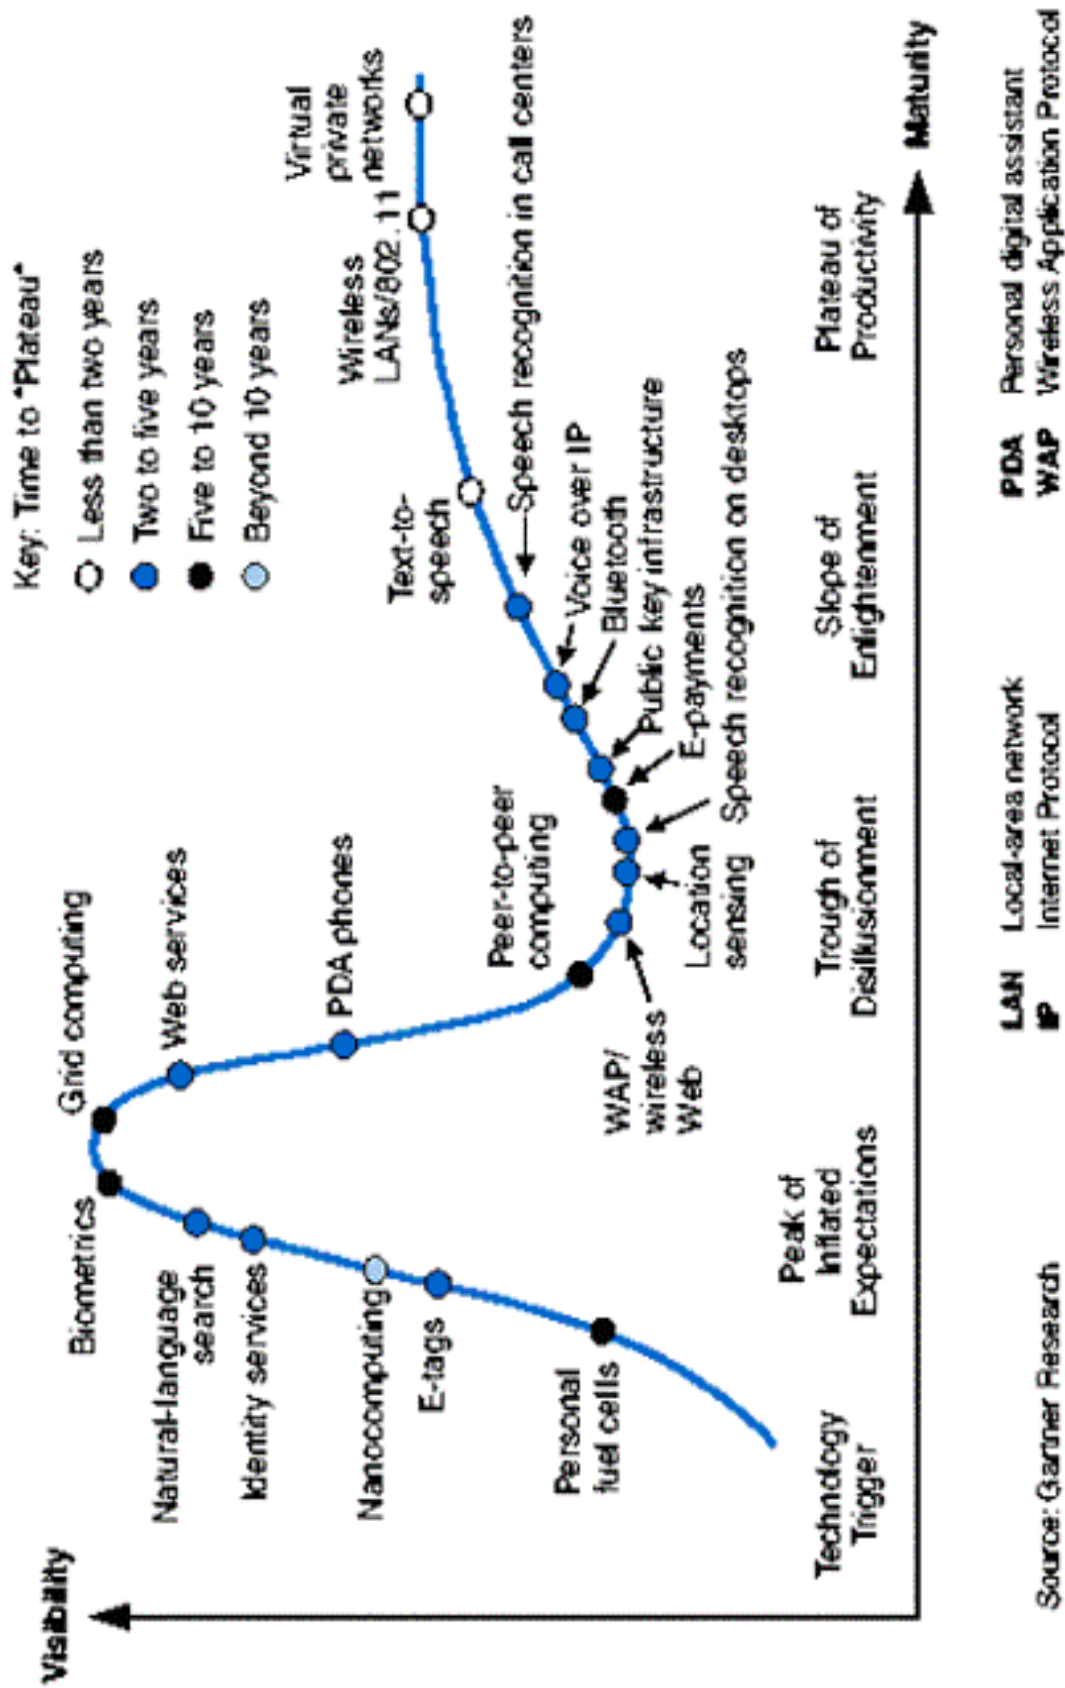 Visibility
Key: Time to "Plateau"
Less than two years
Two to five years
Five to 10 years
Beyond 10 years
Biometrics
Grid computing
Natural-language
search
Web services
Identity services
PDA phones
Nanocomputing
E-tags
Personal
fuel cells
Peer-to-peer
computing
WAP/
wireless
Web
Location
sensing
Speech recognition on desktops
E-payments
Public key infrastructure
Bluetooth
Voice over IP
Speech recognition in call centers
Text-to-
speech
Wireless
LANs/802.11
Virtual
private
networks
Technology
Trigger
Peak of
Inflated
Expectations
Trough of
Disillusionment
Slope of
Enlightenment
Plateau of
Productivity
Maturity
LAN Local-area network
IP Internet Protocol
PDA Personal digital assistant
WAP Wireless Application Protocol
Source: Gartner Research